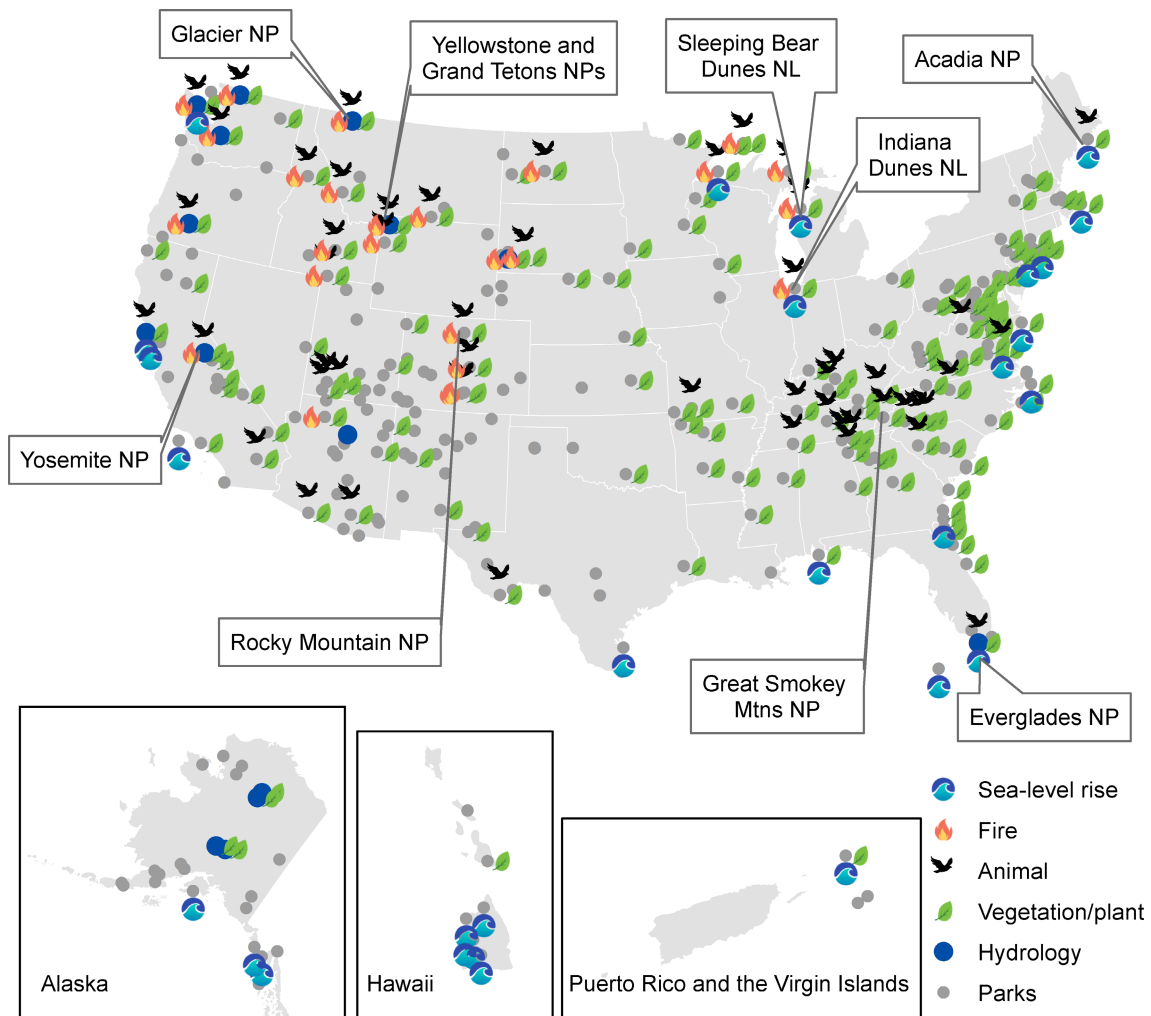 Glacier NP
Yellowstone and
Grand Tetons NPs
Sleeping Bear
Dunes NL
Acadia NP
Indiana
Dunes NL
Yosemite NP
Rocky Mountain NP
Great Smokey
Mtns NP
Everglades NP
Alaska
Hawaii
Puerto Rico and the Virgin Islands
Sea-level rise
Fire
Animal
Vegetation/plant
Hydrology
Parks